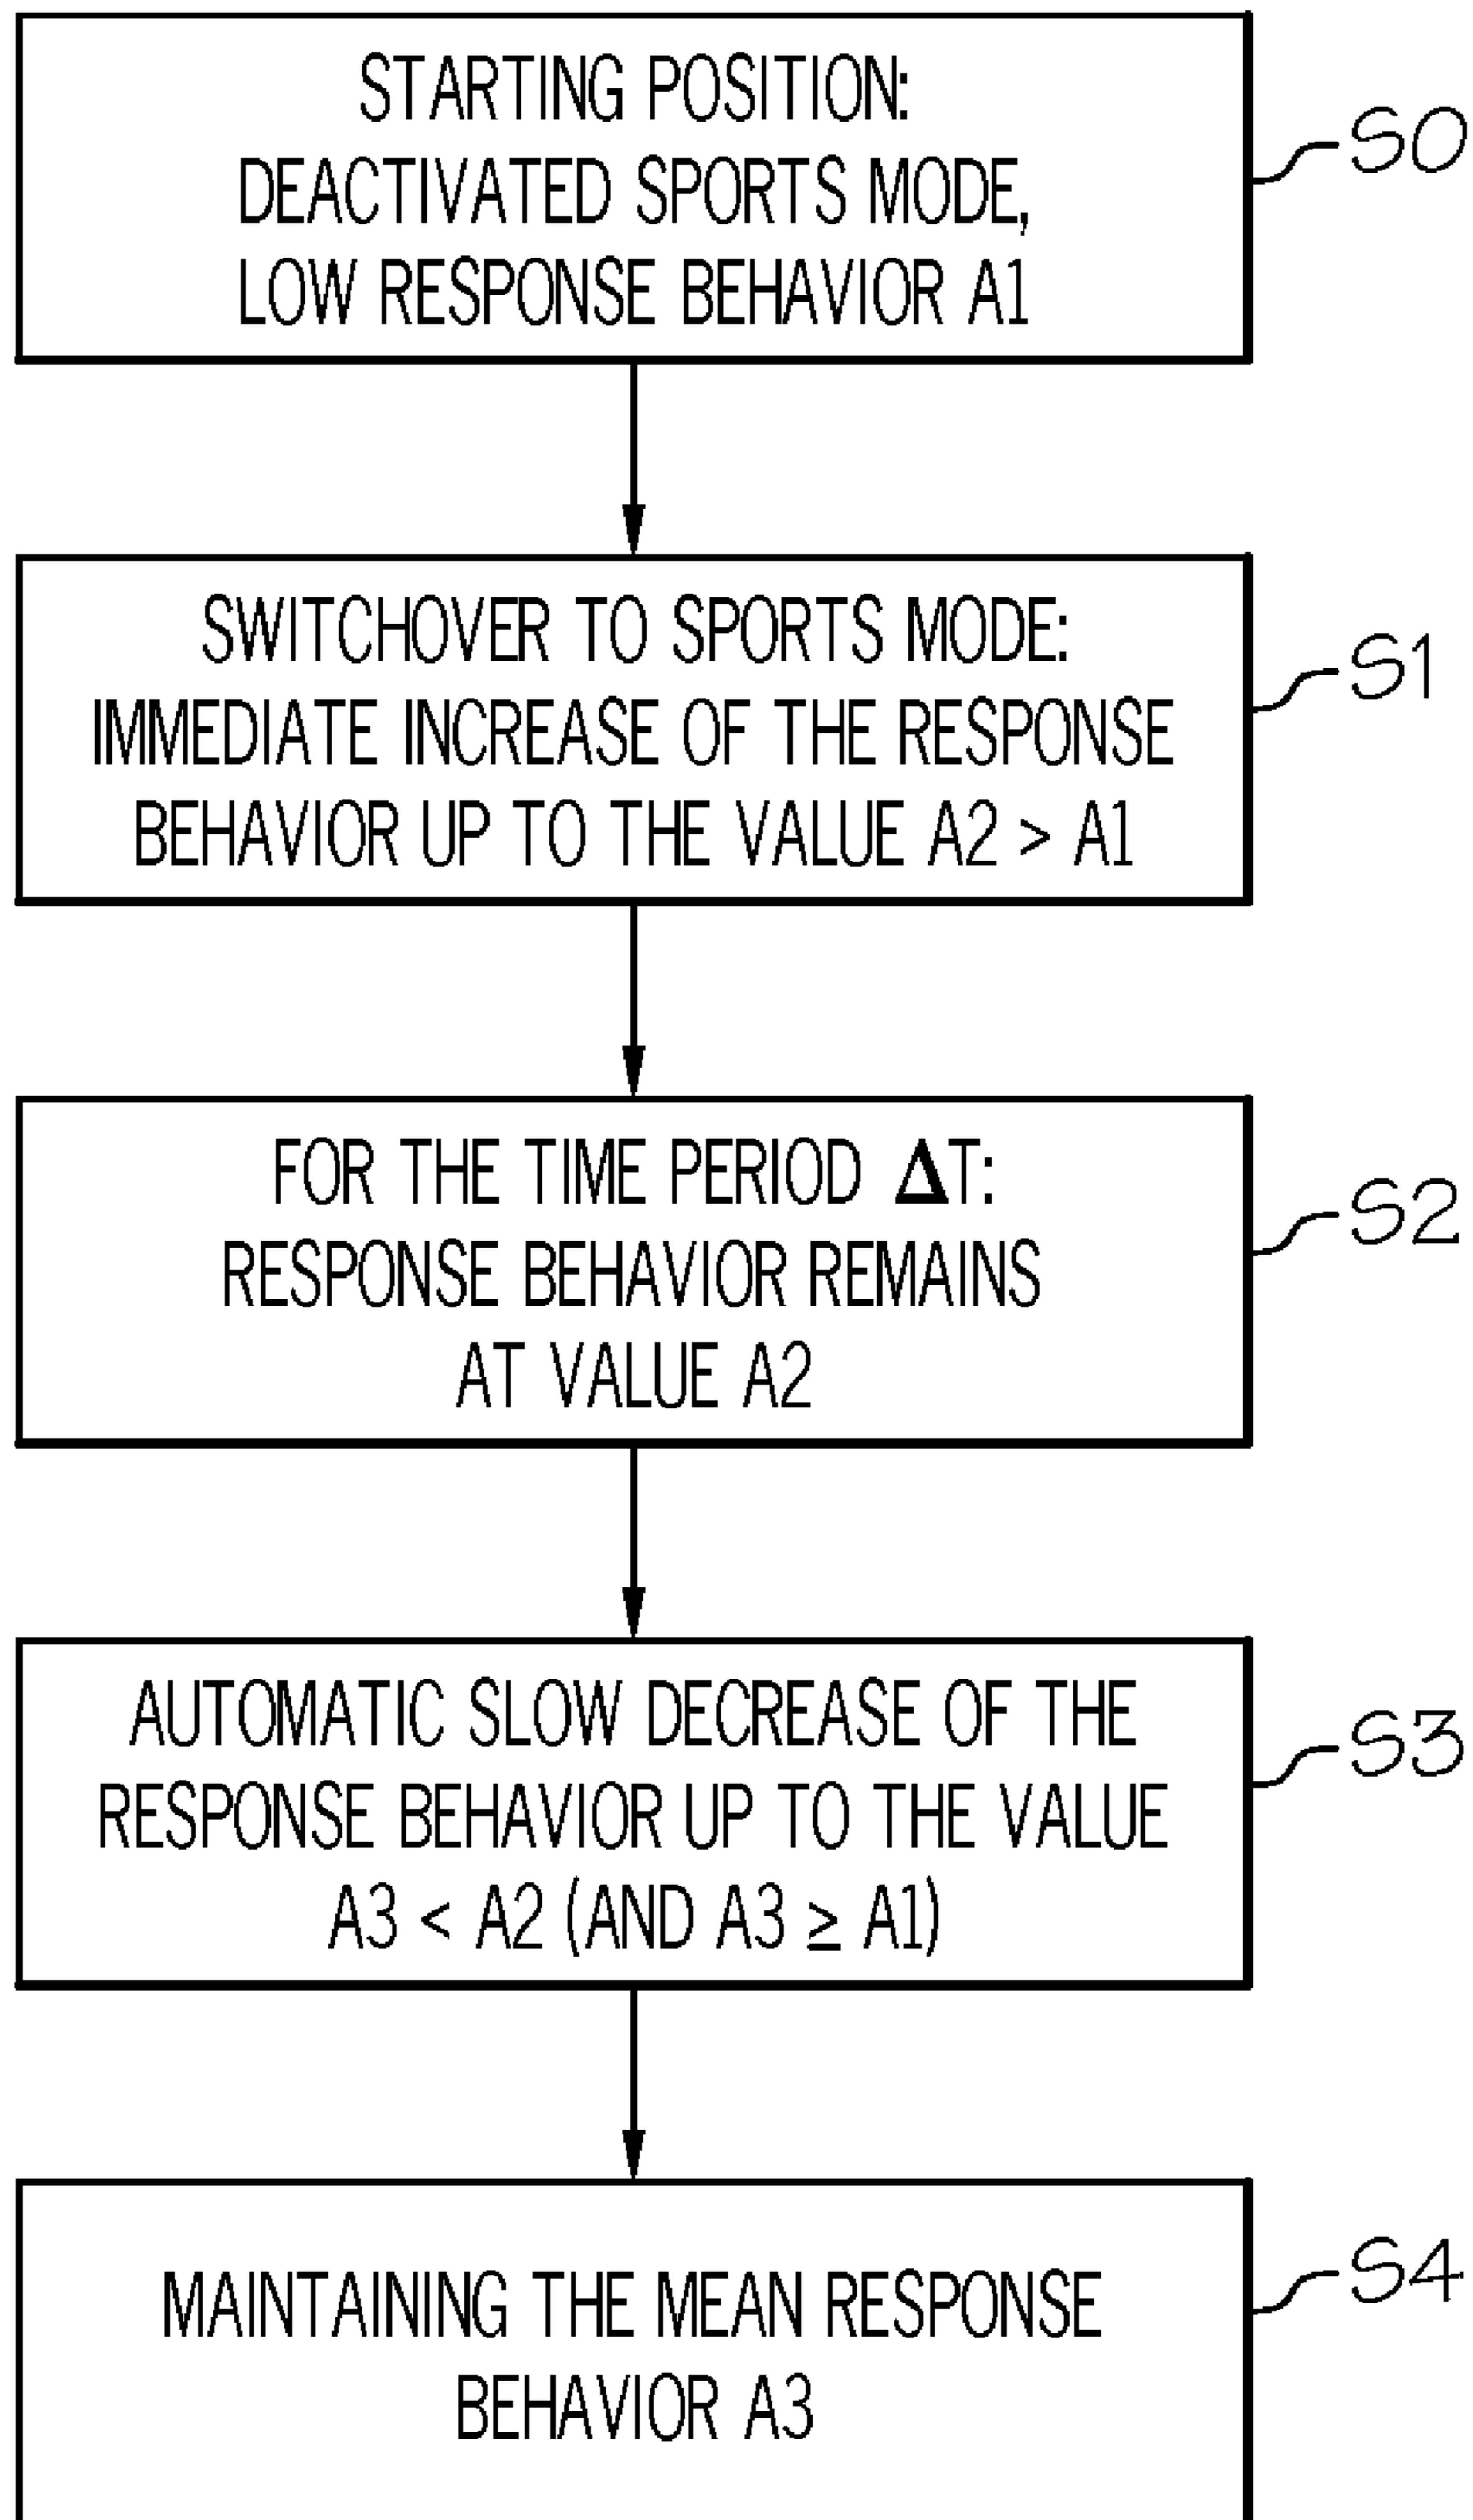 STARTING POSITION:
DEACTIVATED SPORTS MODE,
LOW RESPONSE BEHAVIOR A1
S0
SWITCHOVER TO SPORTS MODE:
IMMEDIATE INCREASE OF THE RESPONSE
BEHAVIOR UP TO THE VALUE A2 > A1
S1
FOR THE TIME PERIOD ΔT:
RESPONSE BEHAVIOR REMAINS
AT VALUE A2
S2
AUTOMATIC SLOW DECREASE OF THE
RESPONSE BEHAVIOR UP TO THE VALUE
A3 < A2 (AND A3 ≥ A1)
S3
MAINTAINING THE MEAN RESPONSE
BEHAVIOR A3
S4